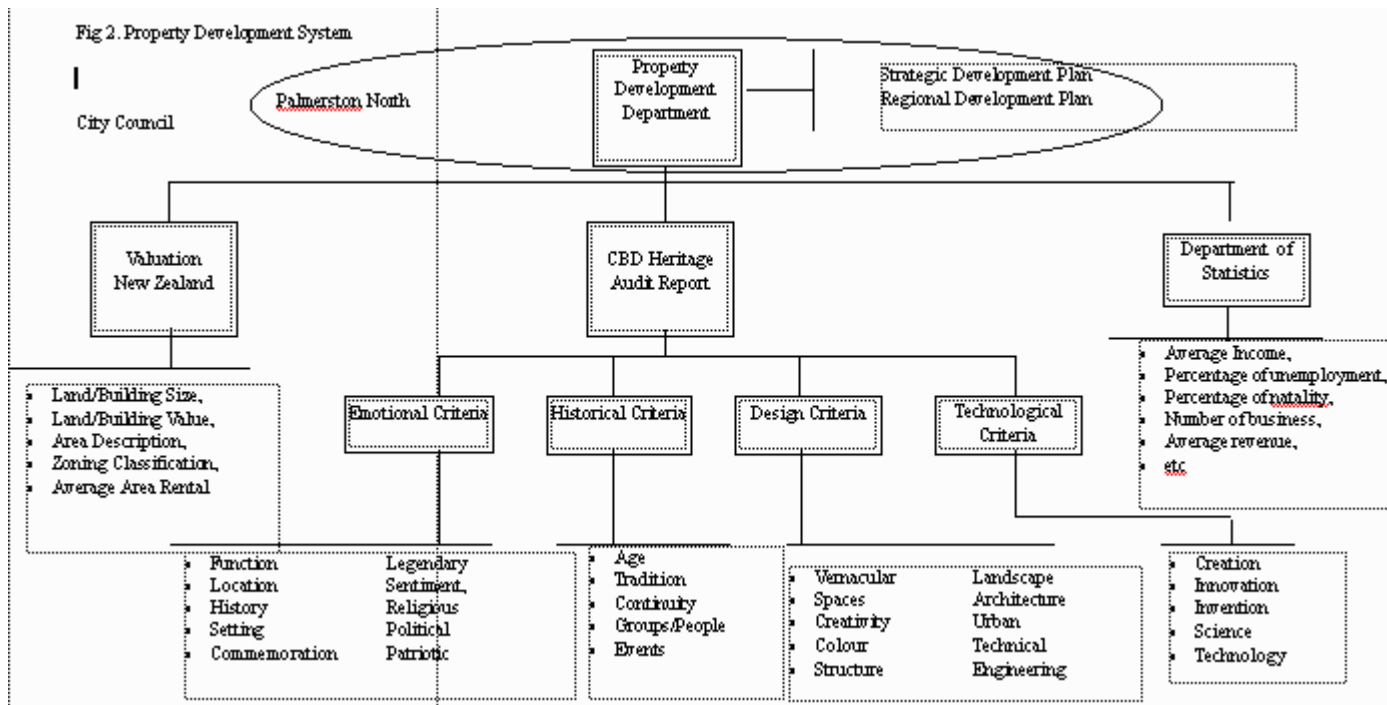 Fig 2. Property Development System
Palmerston North
City Council
Property
Development
Department
Strategic Development Plan
Regional Development Plan
Valuation
New Zealand
CBD Heritage
Audit Report
Department of
Statistics
Land/Building Size,
Land/Building Value,
Area Description,
Zoning Classification,
Average Area Rental
Emotional Criteria
Historical Criteria
Design Criteria
Technological
Criteria
Average Income,
Percentage of unemployment,
Percentage of natality,
Number of business,
Average revenue,
etc
Function Legendary
Location Sentiment,
History Religious
Setting Political
Commemoration Patriotic
Age
Tradition
Continuity
Groups/People
Events
Vernacular Landscape
Spaces Architecture
Creativity Urban
Colour Technical
Structure Engineering
Creation
Innovation
Invention
Science
Technology